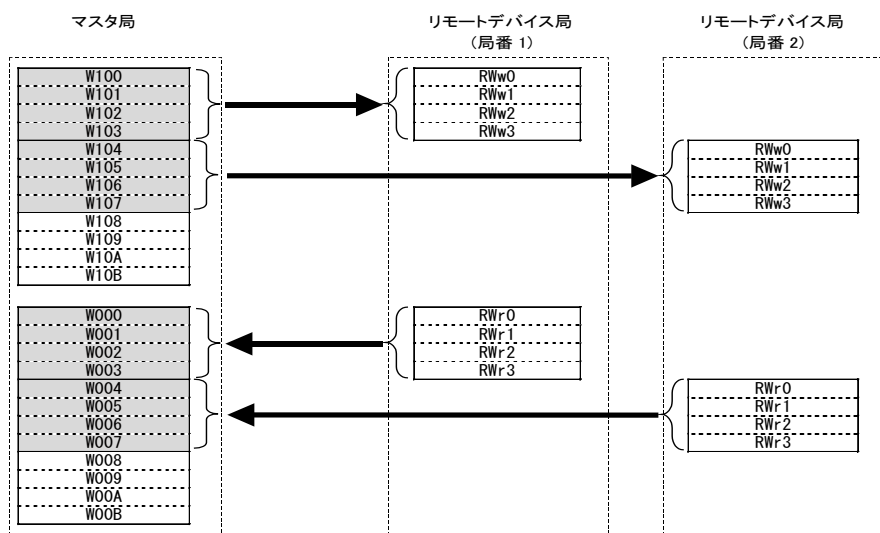 マスタ局
リモートデバイス局
(局番 1)
リモートデバイス局
(局番 2)
W100
W101
W102
W103
W104
W105
W106
W107
W108
W109
W10A
W10B
RWw0
RWw1
RWw2
RWw3
RWw0
RWw1
RWw2
RWw3
W000
W001
W002
W003
W004
W005
W006
W007
W008
W009
W00A
W00B
RWr0
RWr1
RWr2
RWr3
RWr0
RWr1
RWr2
RWr3